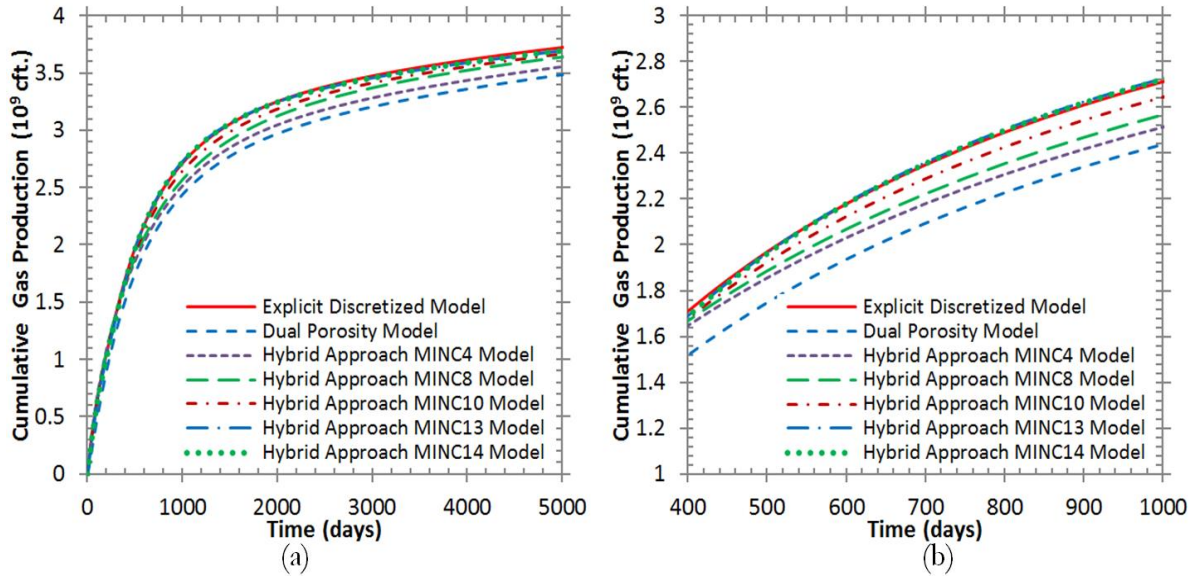 Cumulative Gas Production (10⁹ cft.)
4
3.5
3
2.5
2
1.5
1
0.5
0
Explicit Discretized Model
Dual Porosity Model
Hybrid Approach MINC4 Model
Hybrid Approach MINC8 Model
Hybrid Approach MINC10 Model
Hybrid Approach MINC13 Model
Hybrid Approach MINC14 Model
0 1000 2000 3000 4000 5000
Time (days)
(a)
Cumulative Gas Production (10⁹ cft.)
3
2.8
2.6
2.4
2.2
2
1.8
1.6
1.4
1.2
1
Explicit Discretized Model
Dual Porosity Model
Hybrid Approach MINC4 Model
Hybrid Approach MINC8 Model
Hybrid Approach MINC10 Model
Hybrid Approach MINC13 Model
Hybrid Approach MINC14 Model
400 500 600 700 800 900 1000
Time (days)
(b)